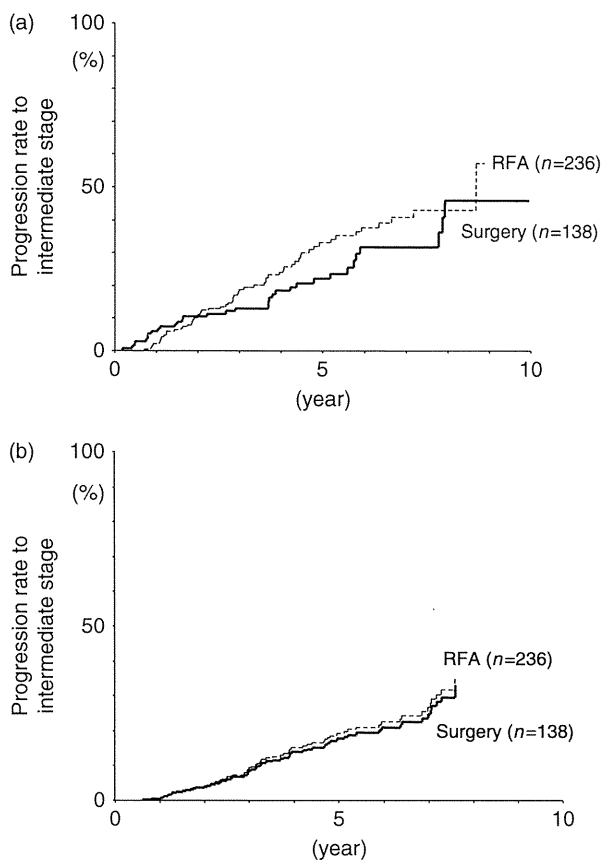 (a)
100
(%)
Progression rate to
intermediate stage
50
0
RFA (n=236)
Surgery (n=138)
0
5
10
(year)
(b)
100
(%)
Progression rate to
intermediate stage
50
0
RFA (n=236)
Surgery (n=138)
0
5
10
(year)